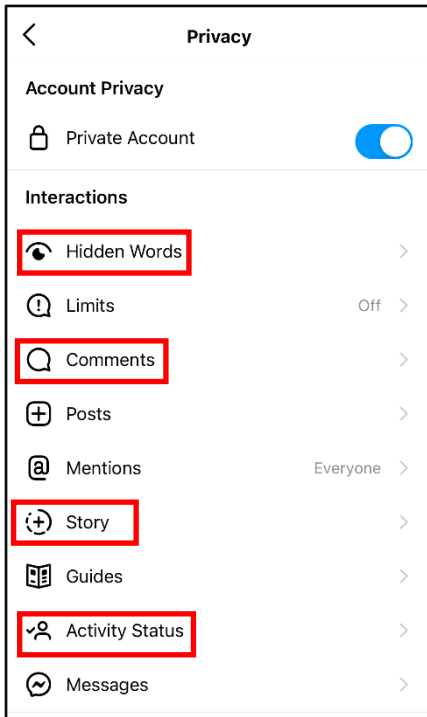 Privacy
Account Privacy
Private Account
Interactions
Hidden Words
Limits Off
Comments
Posts
Mentions Everyone
Story
Guides
Activity Status
Messages